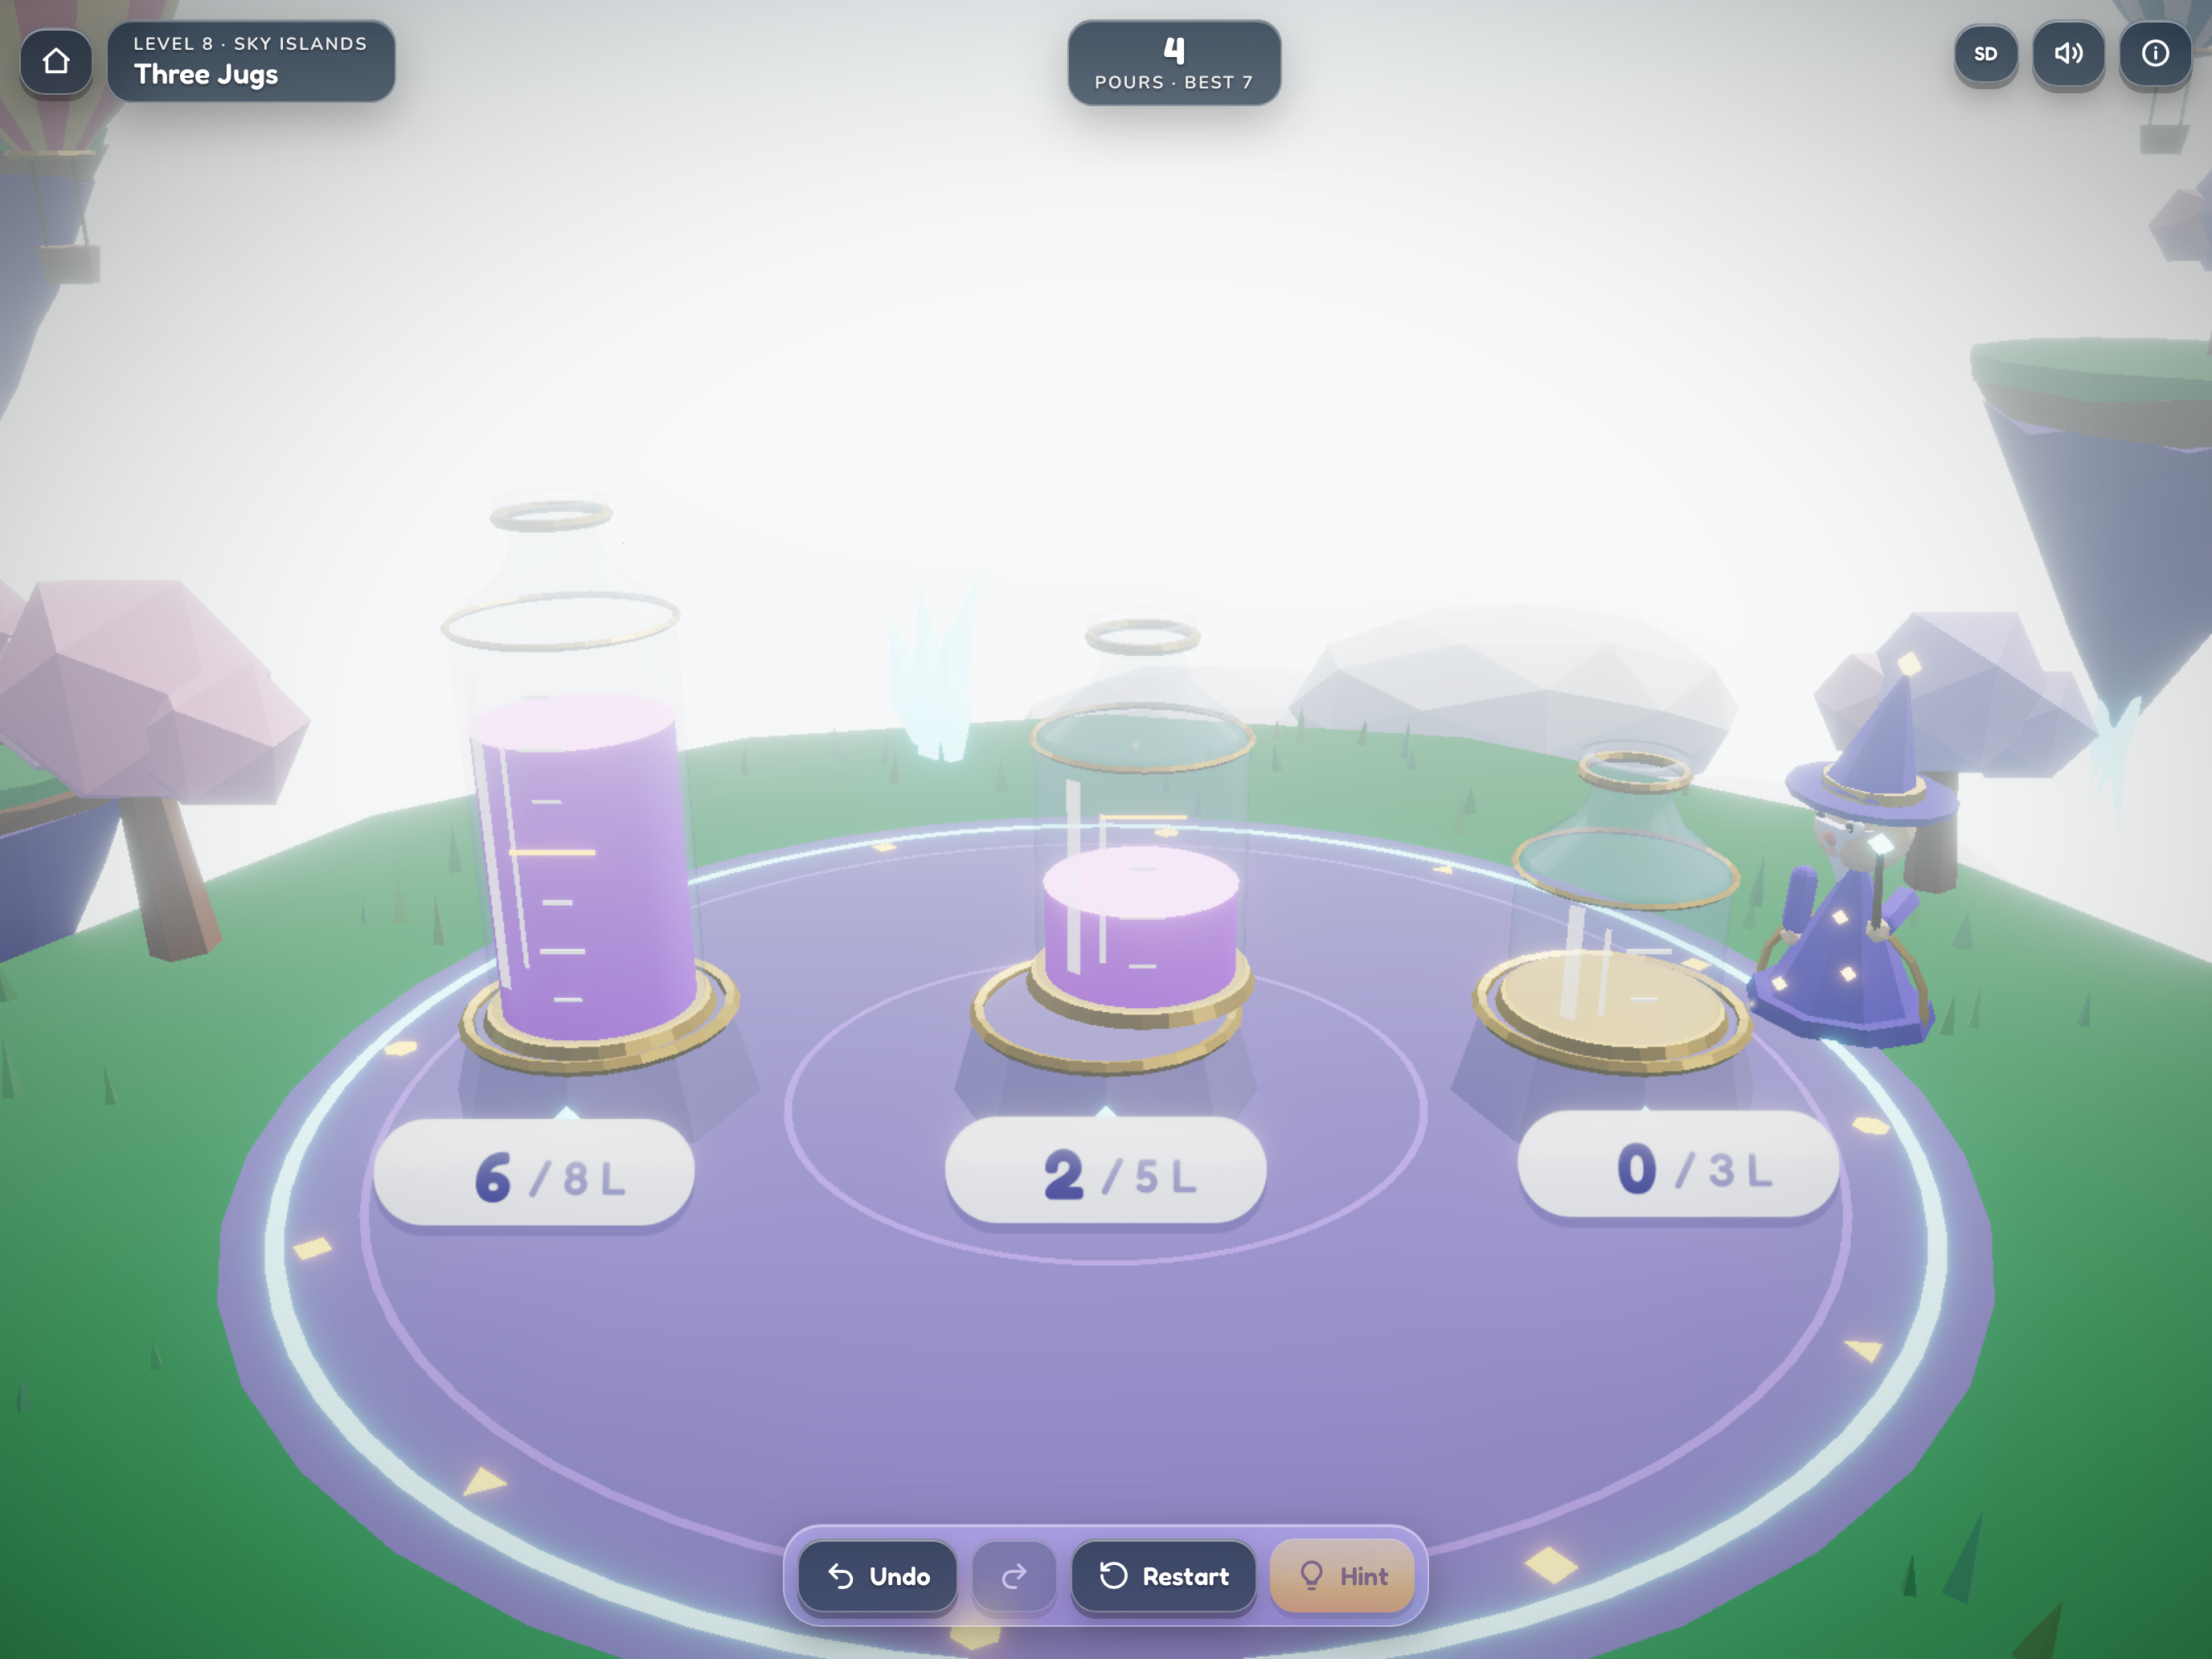 LEVEL 8 · SKY ISLANDS
Three Jugs
4
POURS · BEST 7
SD
6 / 8 L
2 / 5 L
0 / 3 L
Undo
Restart
Hint